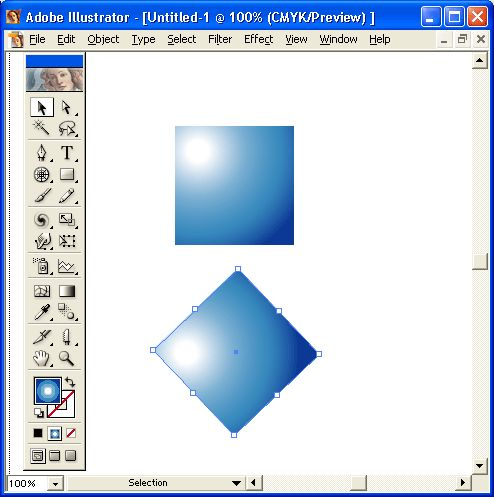 Adobe Illustrator - [Untitled-1 @ 100% (CMYK/Preview) ]
File Edit Object Type Select Filter Effect View Window Help
T
100% Selection